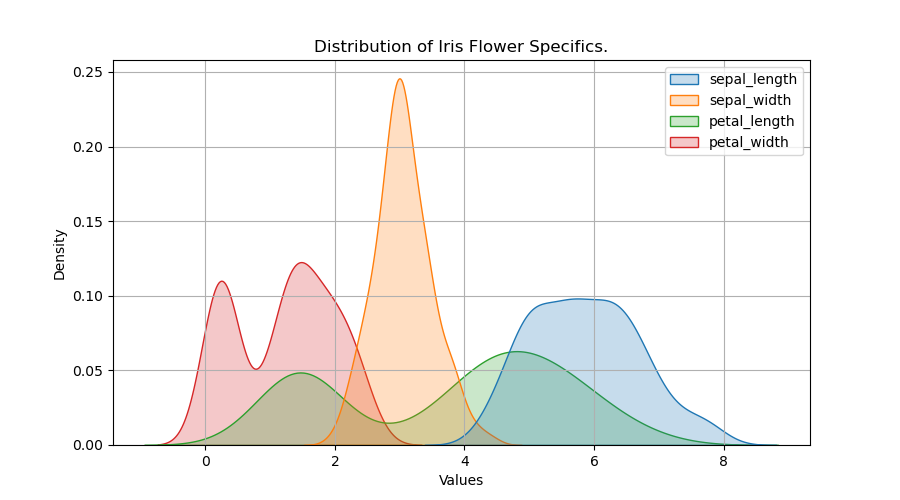 Distribution of Iris Flower Specifics.
0.25
0.20
0.15
0.10
0.05
0.00
Density
sepal_length
sepal_width
petal_length
petal_width
0 2 4 6 8
Values